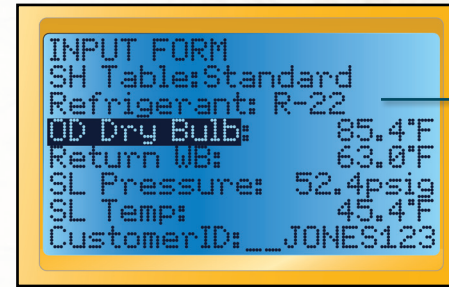 INPUT FORM
SH Table:Standard
Refrigerant: R-22
OD Dry Bulb: 85.4°F
Return WB: 63.0°F
SL Pressure: 52.4psig
SL Temp: 45.4°F
CustomerID:__JONES123